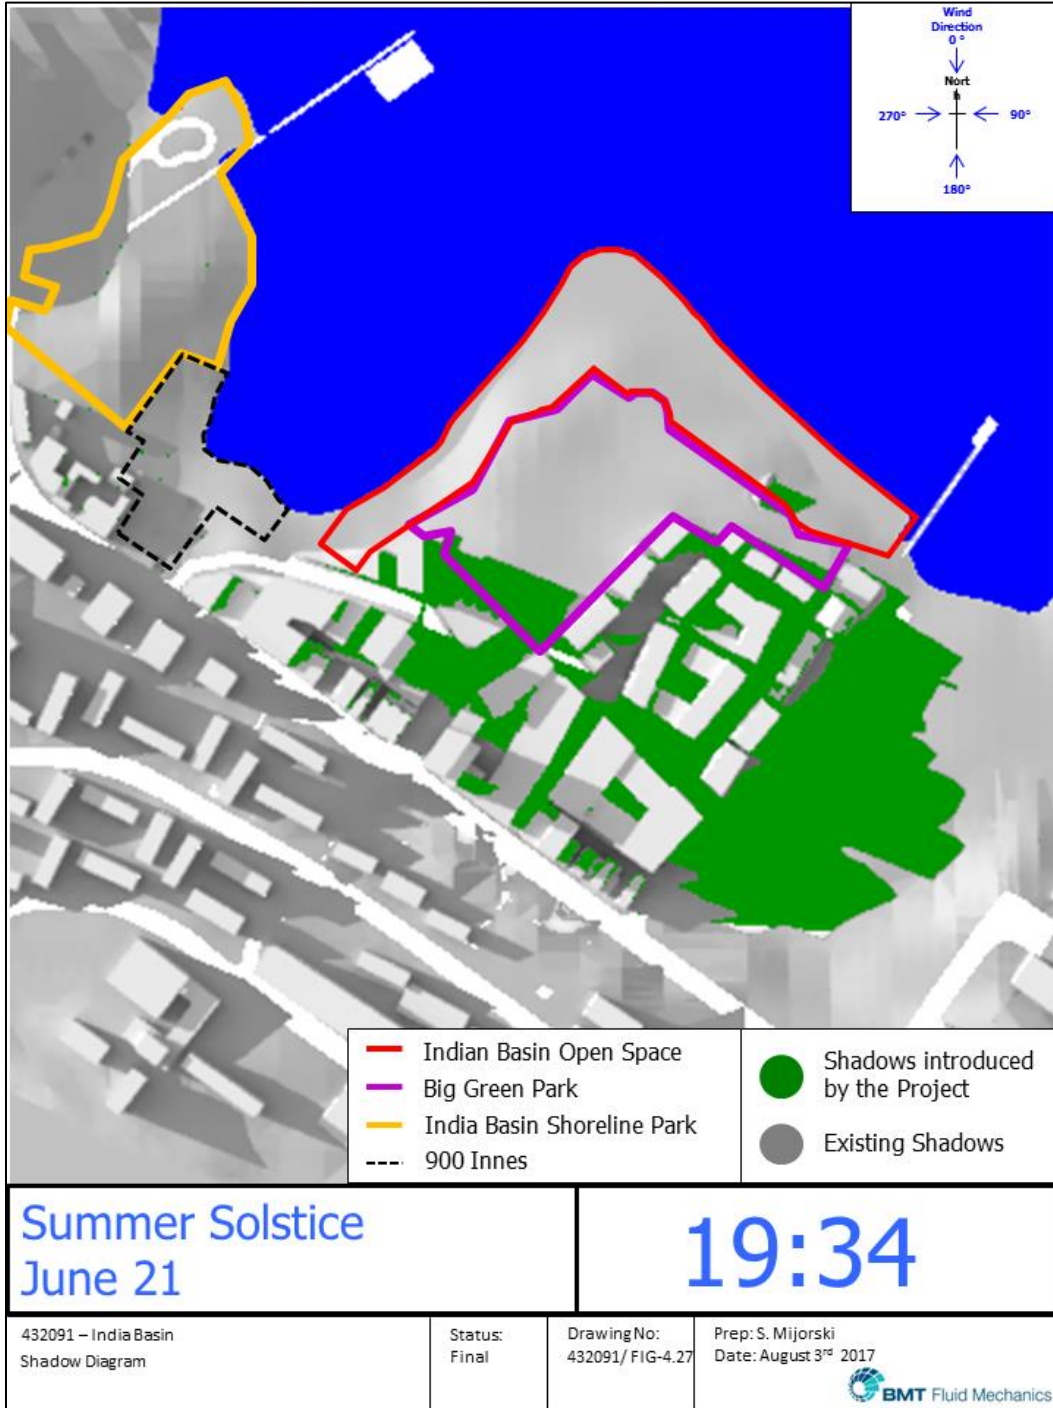 Wind
Direction
0 °
Nort
h
270°
90°
180°
Indian Basin Open Space
Big Green Park
India Basin Shoreline Park
900 Innes
Shadows introduced
by the Project
Existing Shadows
Summer Solstice
June 21
19:34
432091 – India Basin
Shadow Diagram
Status:
Final
Drawing No:
432091/ FIG-4.27
Prep: S. Mijorski
Date: August 3rd 2017
BMT Fluid Mechanics